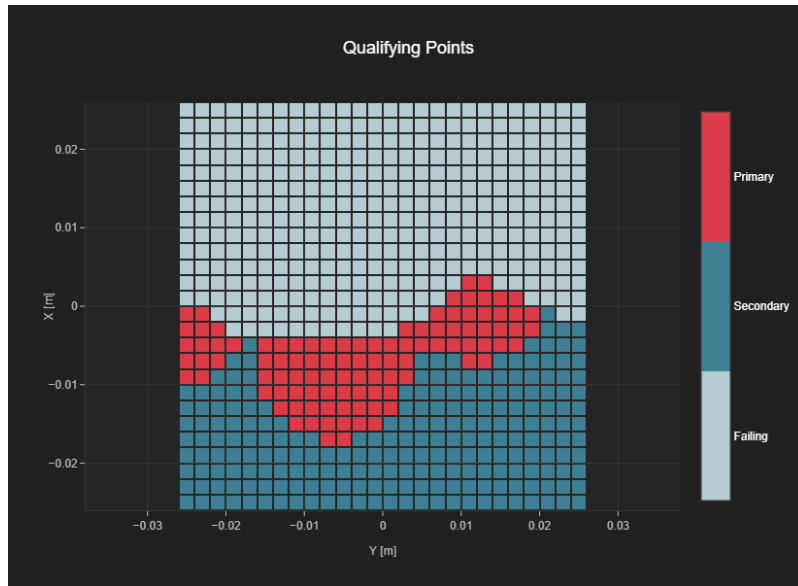 Qualifying Points
0.02
0.01
0
−0.01
−0.02
X [m]
−0.03
−0.02
−0.01
0
0.01
0.02
0.03
Y [m]
Primary
Secondary
Failing